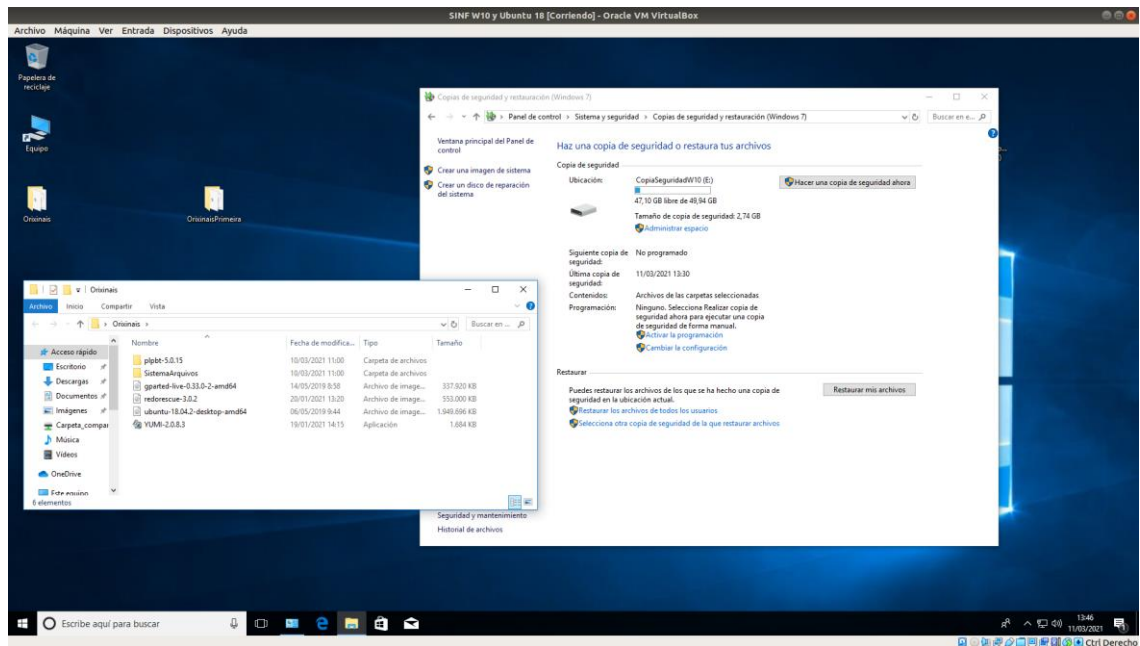 SINF W10 y Ubuntu 18 [Corriendo] - Oracle VM VirtualBox
Archivo Máquina Ver Entrada Dispositivos Ayuda
Papelera de
reciclaje
Equipo
Orixinais
OrixinaisPrimeira
Copias de seguridad y restauración (Windows 7)
Panel de control > Sistema y seguridad > Copias de seguridad y restauración (Windows 7)
Buscar en e...
Ventana principal del Panel de
control
Crear una imagen de sistema
Crear un disco de reparación
del sistema
Haz una copia de seguridad o restaura tus archivos
Copia de seguridad
Ubicación: CopiaSeguridadW10 (E:)
Hacer una copia de seguridad ahora
47,10 GB libre de 49,94 GB
Tamaño de copia de seguridad: 2,74 GB
Administrar espacio
Siguiente copia de No programado
seguridad:
Última copia de 11/03/2021 13:30
seguridad:
Contenidos: Archivos de las carpetas seleccionadas
Programación: Ninguno. Selecciona Realizar copia de
seguridad ahora para ejecutar una copia
de seguridad de forma manual.
Activar la programación
Cambiar la configuración
Restaurar
Puedes restaurar los archivos de los que se ha hecho una copia de
seguridad en la ubicación actual.
Restaurar mis archivos
Restaurar los archivos de todos los usuarios
Selecciona otra copia de seguridad de la que restaurar archivos
Seguridad y mantenimiento
Historial de archivos
Orixinais
Archivo Inicio Compartir Vista
Orixinais >
Buscar en ...
Nombre Fecha de modifica... Tipo Tamaño
plpbt-5.0.15 10/03/2021 11:00 Carpeta de archivos
SistemaArquivos 10/03/2021 11:00 Carpeta de archivos
gparted-live-0.33.0-2-amd64 14/05/2019 8:58 Archivo de image... 337.920 KB
redorescue-3.0.2 20/01/2021 13:20 Archivo de image... 553.000 KB
ubuntu-18.04.2-desktop-amd64 06/05/2019 9:44 Archivo de image... 1.949.696 KB
YUMI-2.0.8.3 19/01/2021 14:15 Aplicación 1.684 KB
Acceso rápido
Escritorio
Descargas
Documentos
Imágenes
Carpeta_compar
Música
Vídeos
OneDrive
Este equipo
6 elementos
Escribe aquí para buscar
13:46
11/03/2021
Ctrl Derecho